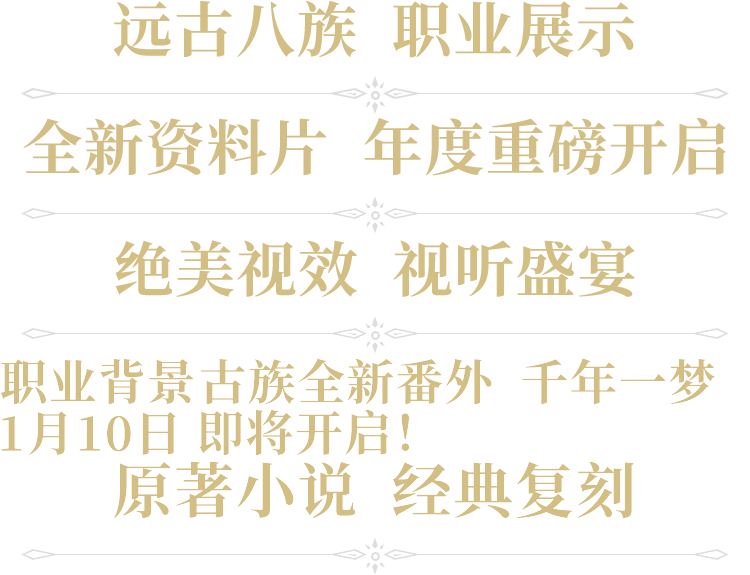 远古八族 职业展示
全新资料片 年度重磅开启
绝美视效 视听盛宴
职业背景古族全新番外 千年一梦
1月10日 即将开启!
原著小说 经典复刻